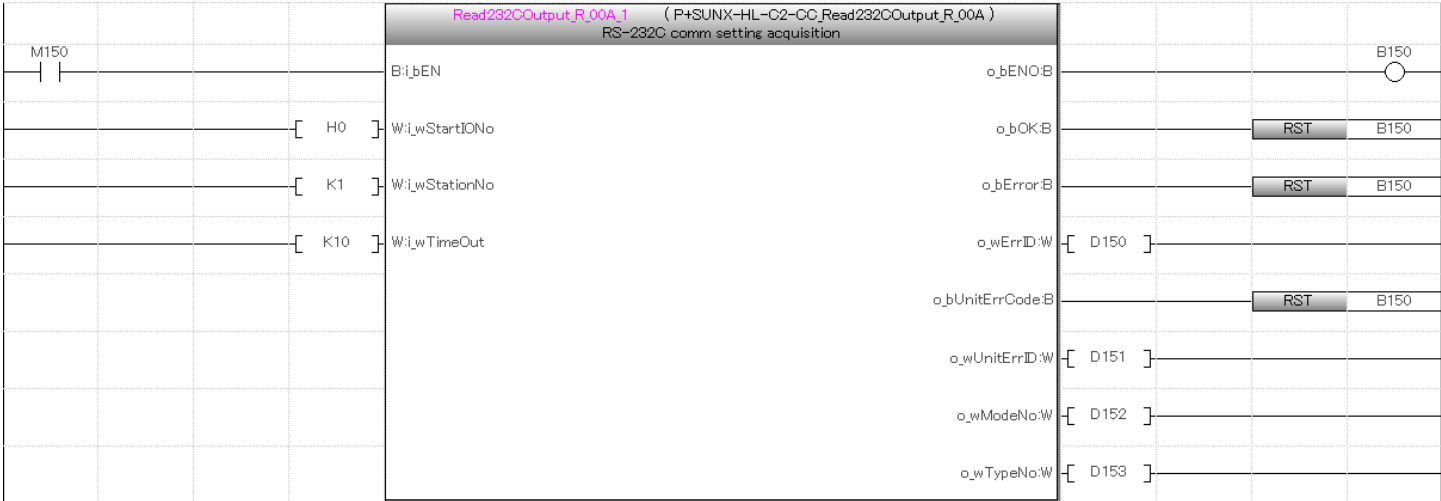 Read232COutput_R_00A_1 ( P+SUNX-HL-C2-CC_Read232COutput_R_00A )
RS-232C comm setting acquisition
M150 B150
B:i_bEN o_bENO:B
H0 W:i_wStartIONo o_bOK:B RST B150
K1 W:i_wStationNo o_bError:B RST B150
K10 W:i_wTimeOut o_wErrID:W D150
o_bUnitErrCode:B RST B150
o_wUnitErrID:W D151
o_wModeNo:W D152
o_wTypeNo:W D153